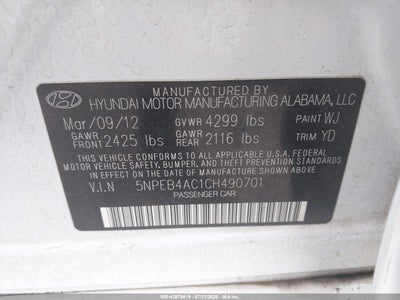 MANUFACTURED BY
HYUNDAI MOTOR MANUFACTURING ALABAMA, LLC
Mar/09/12 GVWR 4299 lbs PAINT WJ
GAWR FRONT 2425 lbs GAWR REAR 2116 lbs TRIM YD
THIS VEHICLE CONFORMS TO ALL APPLICABLE FEDERAL
MOTOR VEHICLE SAFETY, BUMPER, AND THEFT PREVENTION
STANDARDS IN EFFECT ON THE DATE OF MANUFACTURE SHOWN ABOVE.
V.I.N 5NPEB4AC1CH490701
PASSENGER CAR